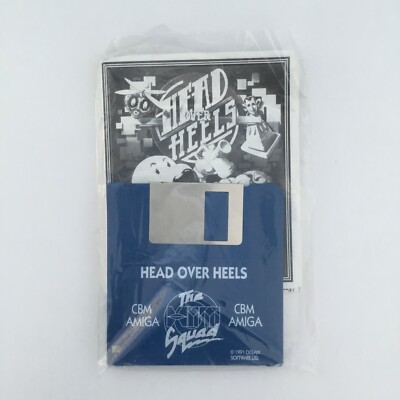 HEAD
OVER
HEELS
HEAD OVER HEELS
CBM
AMIGA
The
HIT
Squad
CBM
AMIGA
© 1991 OCEAN
SOFTWARE LTD.